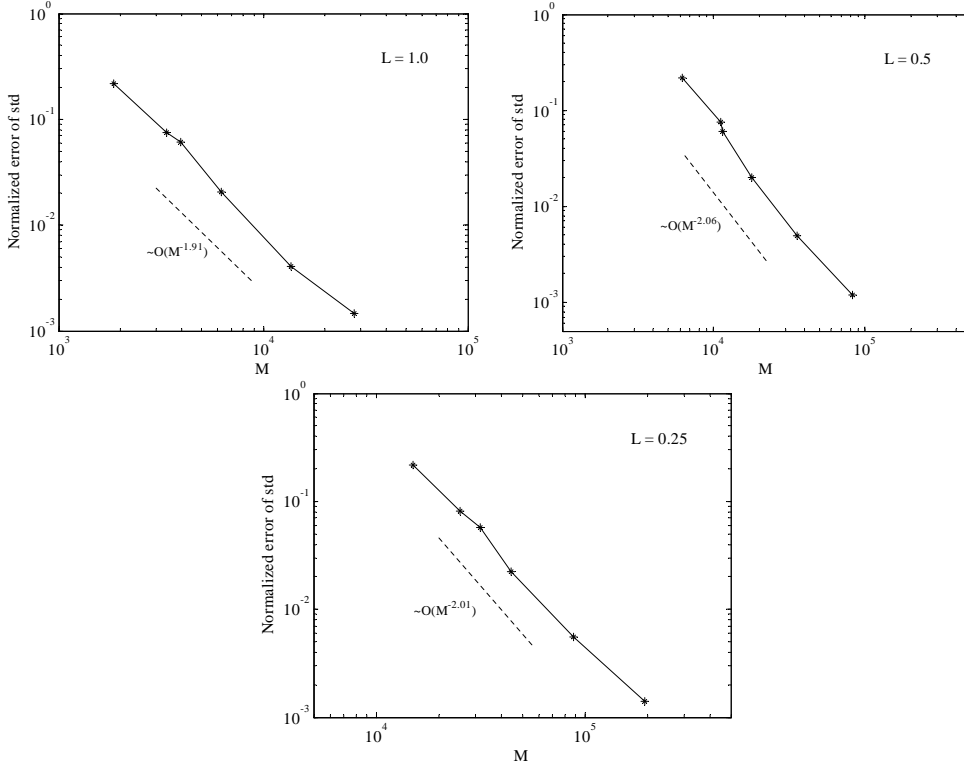 10^0
10^-1
10^-2
10^-3
Normalized error of std
L = 1.0
~O(M^-1.91)
10^3
10^4
10^5
M
10^0
10^-1
10^-2
10^-3
Normalized error of std
L = 0.5
~O(M^-2.06)
10^3
10^4
10^5
M
10^0
10^-1
10^-2
10^-3
Normalized error of std
L = 0.25
~O(M^-2.01)
10^4
10^5
M